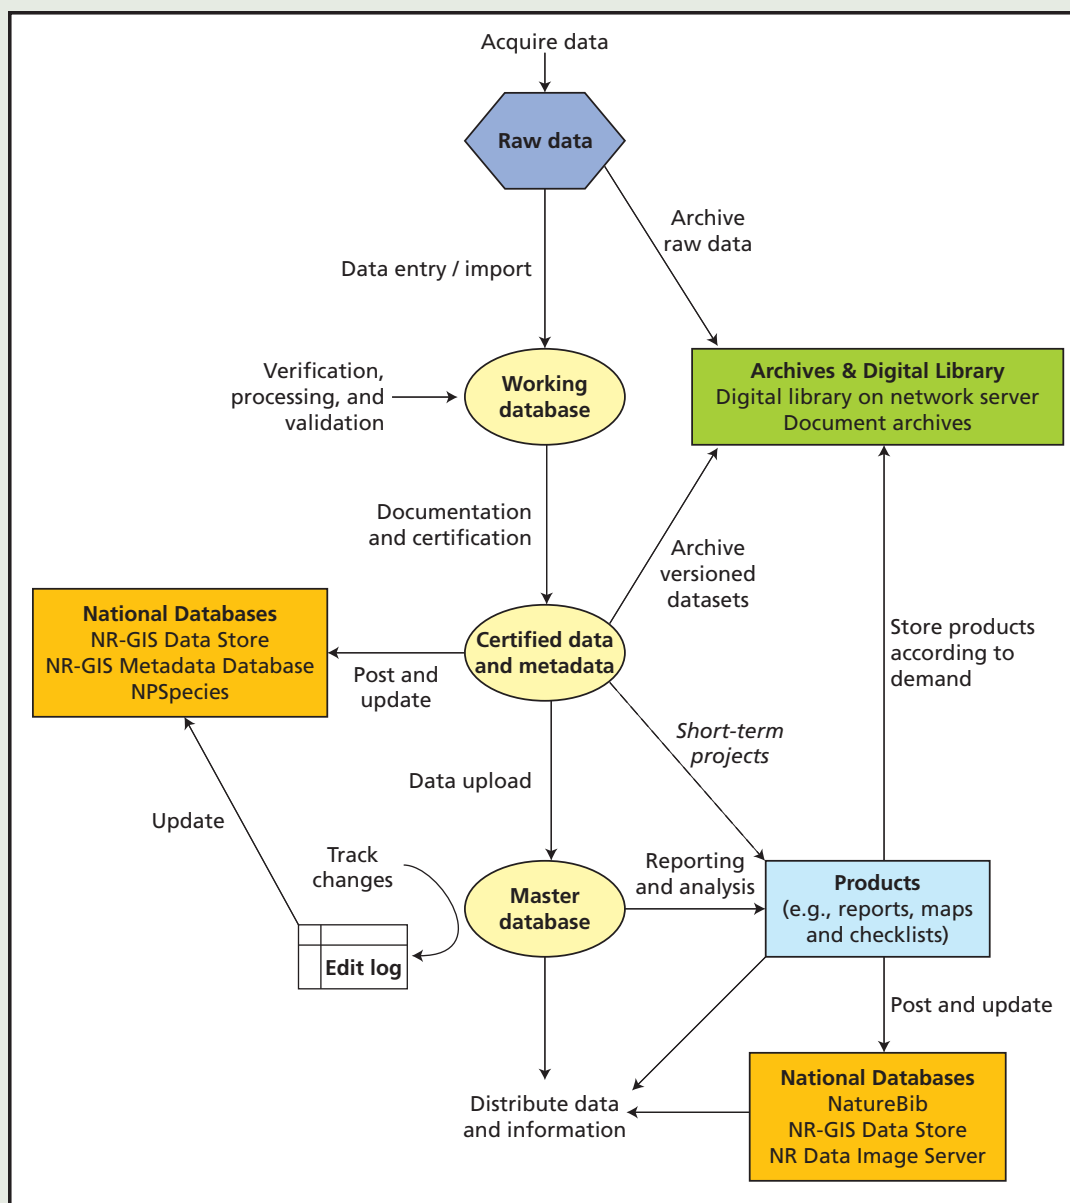 Acquire data
Raw data
Archive
raw data
Data entry / import
Verification,
processing, and
validation
Working
database
Archives & Digital Library
Digital library on network server
Document archives
Documentation
and certification
Archive
versioned
datasets
National Databases
NR-GIS Data Store
NR-GIS Metadata Database
NPSpecies
Post and
update
Certified data
and metadata
Store products
according to
demand
Short-term
projects
Data upload
Update
Track
changes
Edit log
Master
database
Reporting
and analysis
Products
(e.g., reports, maps
and checklists)
Post and update
Distribute data
and information
National Databases
NatureBib
NR-GIS Data Store
NR Data Image Server